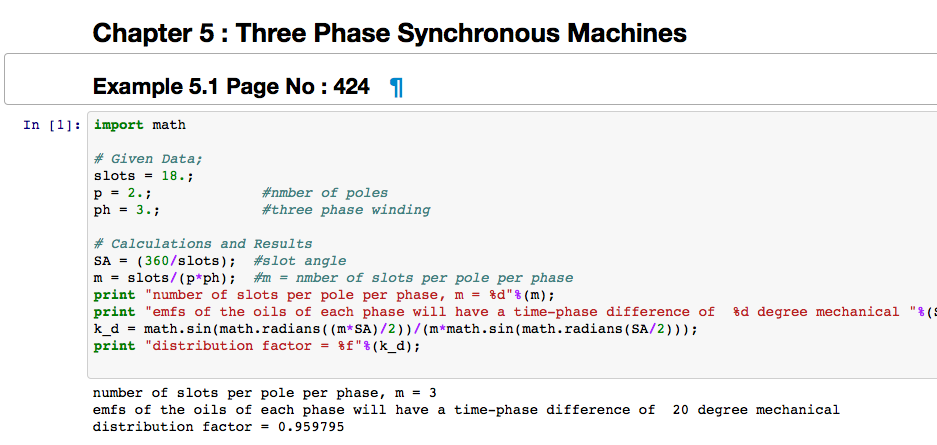 Chapter 5 : Three Phase Synchronous Machines
Example 5.1 Page No : 424 ¶
In [1]: import math
# Given Data;
slots = 18.;
p = 2.; #nmber of poles
ph = 3.; #three phase winding
# Calculations and Results
SA = (360/slots); #slot angle
m = slots/(p*ph); #m = nmber of slots per pole per phase
print "number of slots per pole per phase, m = %d"%(m);
print "emfs of the oils of each phase will have a time-phase difference of  %d degree mechanical "%(
k_d = math.sin(math.radians((m*SA)/2))/(m*math.sin(math.radians(SA/2)));
print "distribution factor = %f"%(k_d);
number of slots per pole per phase, m = 3
emfs of the oils of each phase will have a time-phase difference of  20 degree mechanical
distribution factor = 0.959795